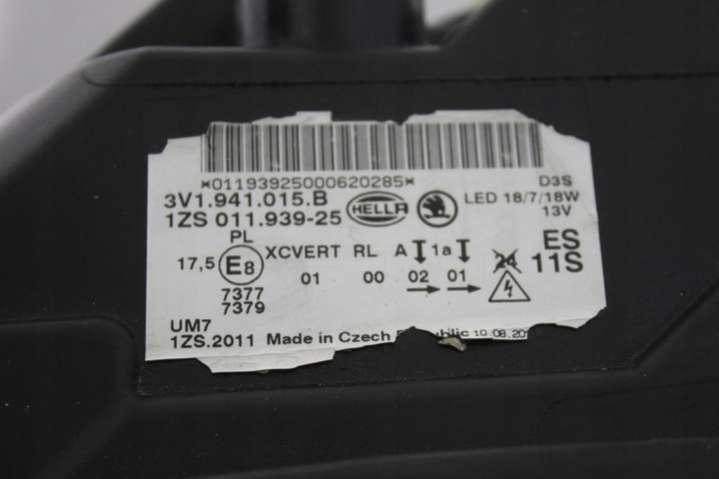 *011939250000620285*
3V1.941.015.B
1ZS 011.939-25
HELLA
D3S
LED 18/7/18W
13V
PL
17,5 E8
XCVERT RL A 1a
01 00 02 01
24
ES
11S
7377
7379
UM7
1ZS.2011 Made in Czech